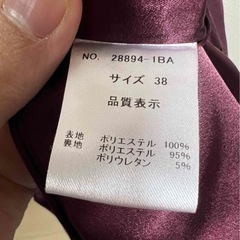 NO. 28894-1BA
サイズ 38
品質表示
表地 ポリエステル 100%
裏地 ポリエステル 95%
ポリウレタン 5%